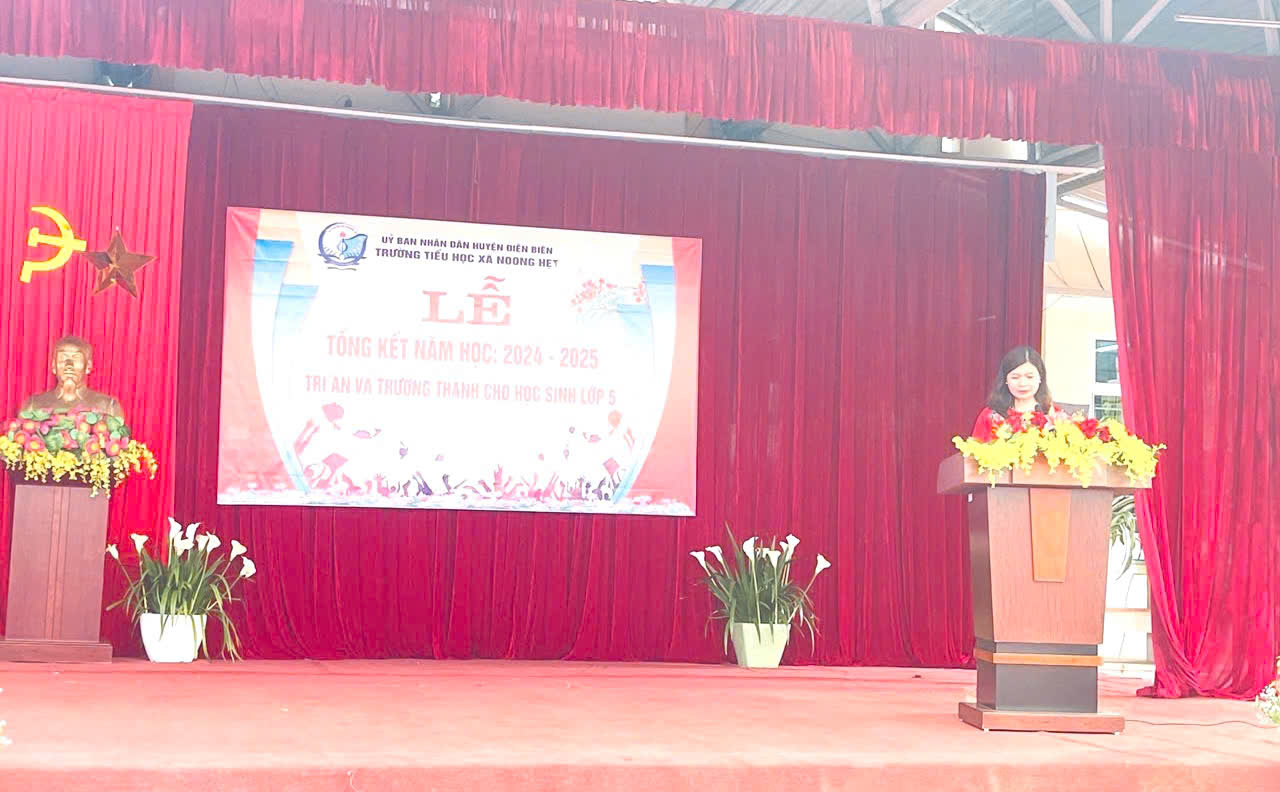 UỶ BAN NHÂN DÂN HUYỆN ĐIỆN BIÊN
TRƯỜNG TIỂU HỌC XÃ NOONG HẸT
LỄ
TỔNG KẾT NĂM HỌC: 2024 - 2025
TRI ÂN VÀ TRƯỞNG THÀNH CHO HỌC SINH LỚP 5